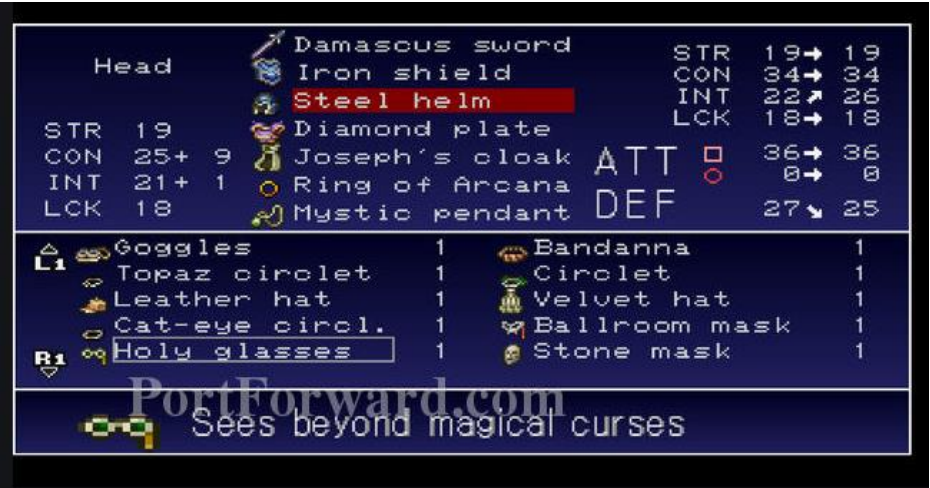 Head
STR 19
CON 25+ 9
INT 21+ 1
LCK 18
Damascus sword
Iron shield
Steel helm
Diamond plate
Joseph's cloak
Ring of Arcana
Mystic pendant
STR 19→ 19
CON 34→ 34
INT 22↗ 26
LCK 18→ 18
ATT 36→ 36
0→ 0
DEF 27↘ 25
L1
Goggles 1 Bandanna 1
Topaz circlet 1 Circlet 1
Leather hat 1 Velvet hat 1
Cat-eye circl. 1 Ballroom mask 1
R1
Holy glasses 1 Stone mask 1
PortForward.com
Sees beyond magical curses